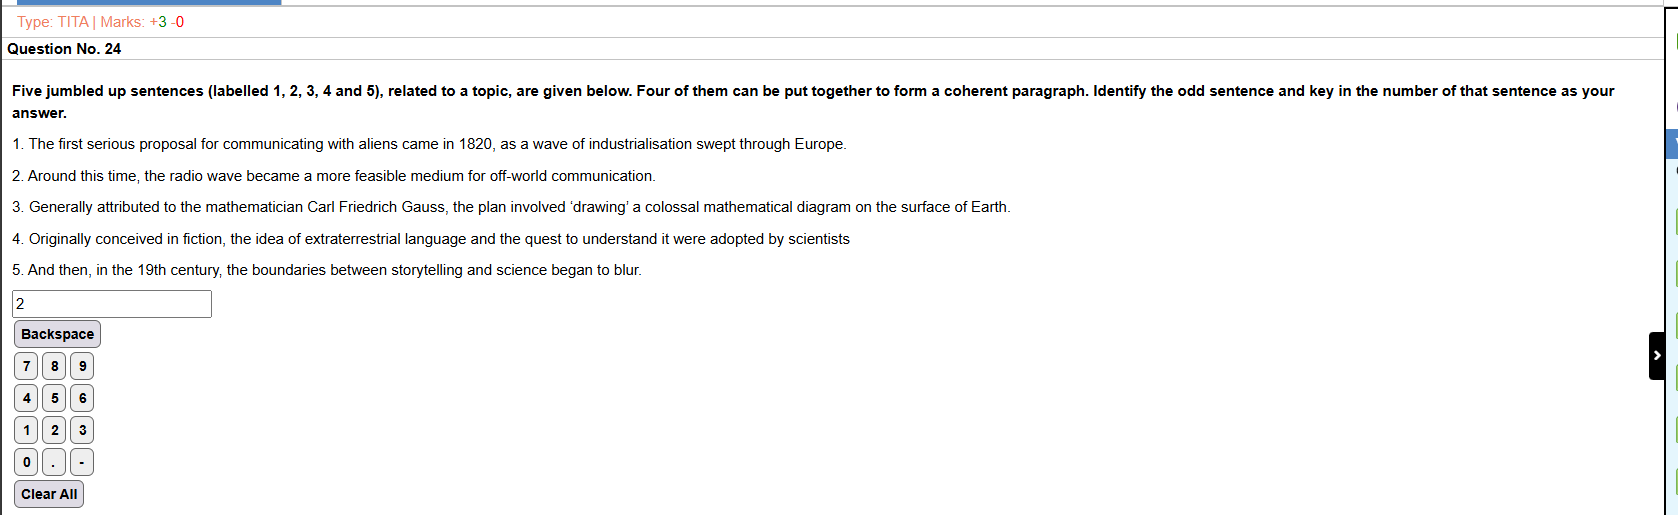 Type: TITA | Marks: +3 -0
Question No. 24
Five jumbled up sentences (labelled 1, 2, 3, 4 and 5), related to a topic, are given below. Four of them can be put together to form a coherent paragraph. Identify the odd sentence and key in the number of that sentence as your
answer.
1. The first serious proposal for communicating with aliens came in 1820, as a wave of industrialisation swept through Europe.
2. Around this time, the radio wave became a more feasible medium for off-world communication.
3. Generally attributed to the mathematician Carl Friedrich Gauss, the plan involved ‘drawing’ a colossal mathematical diagram on the surface of Earth.
4. Originally conceived in fiction, the idea of extraterrestrial language and the quest to understand it were adopted by scientists
5. And then, in the 19th century, the boundaries between storytelling and science began to blur.
2
Backspace
7 8 9
4 5 6
1 2 3
0 . -
Clear All